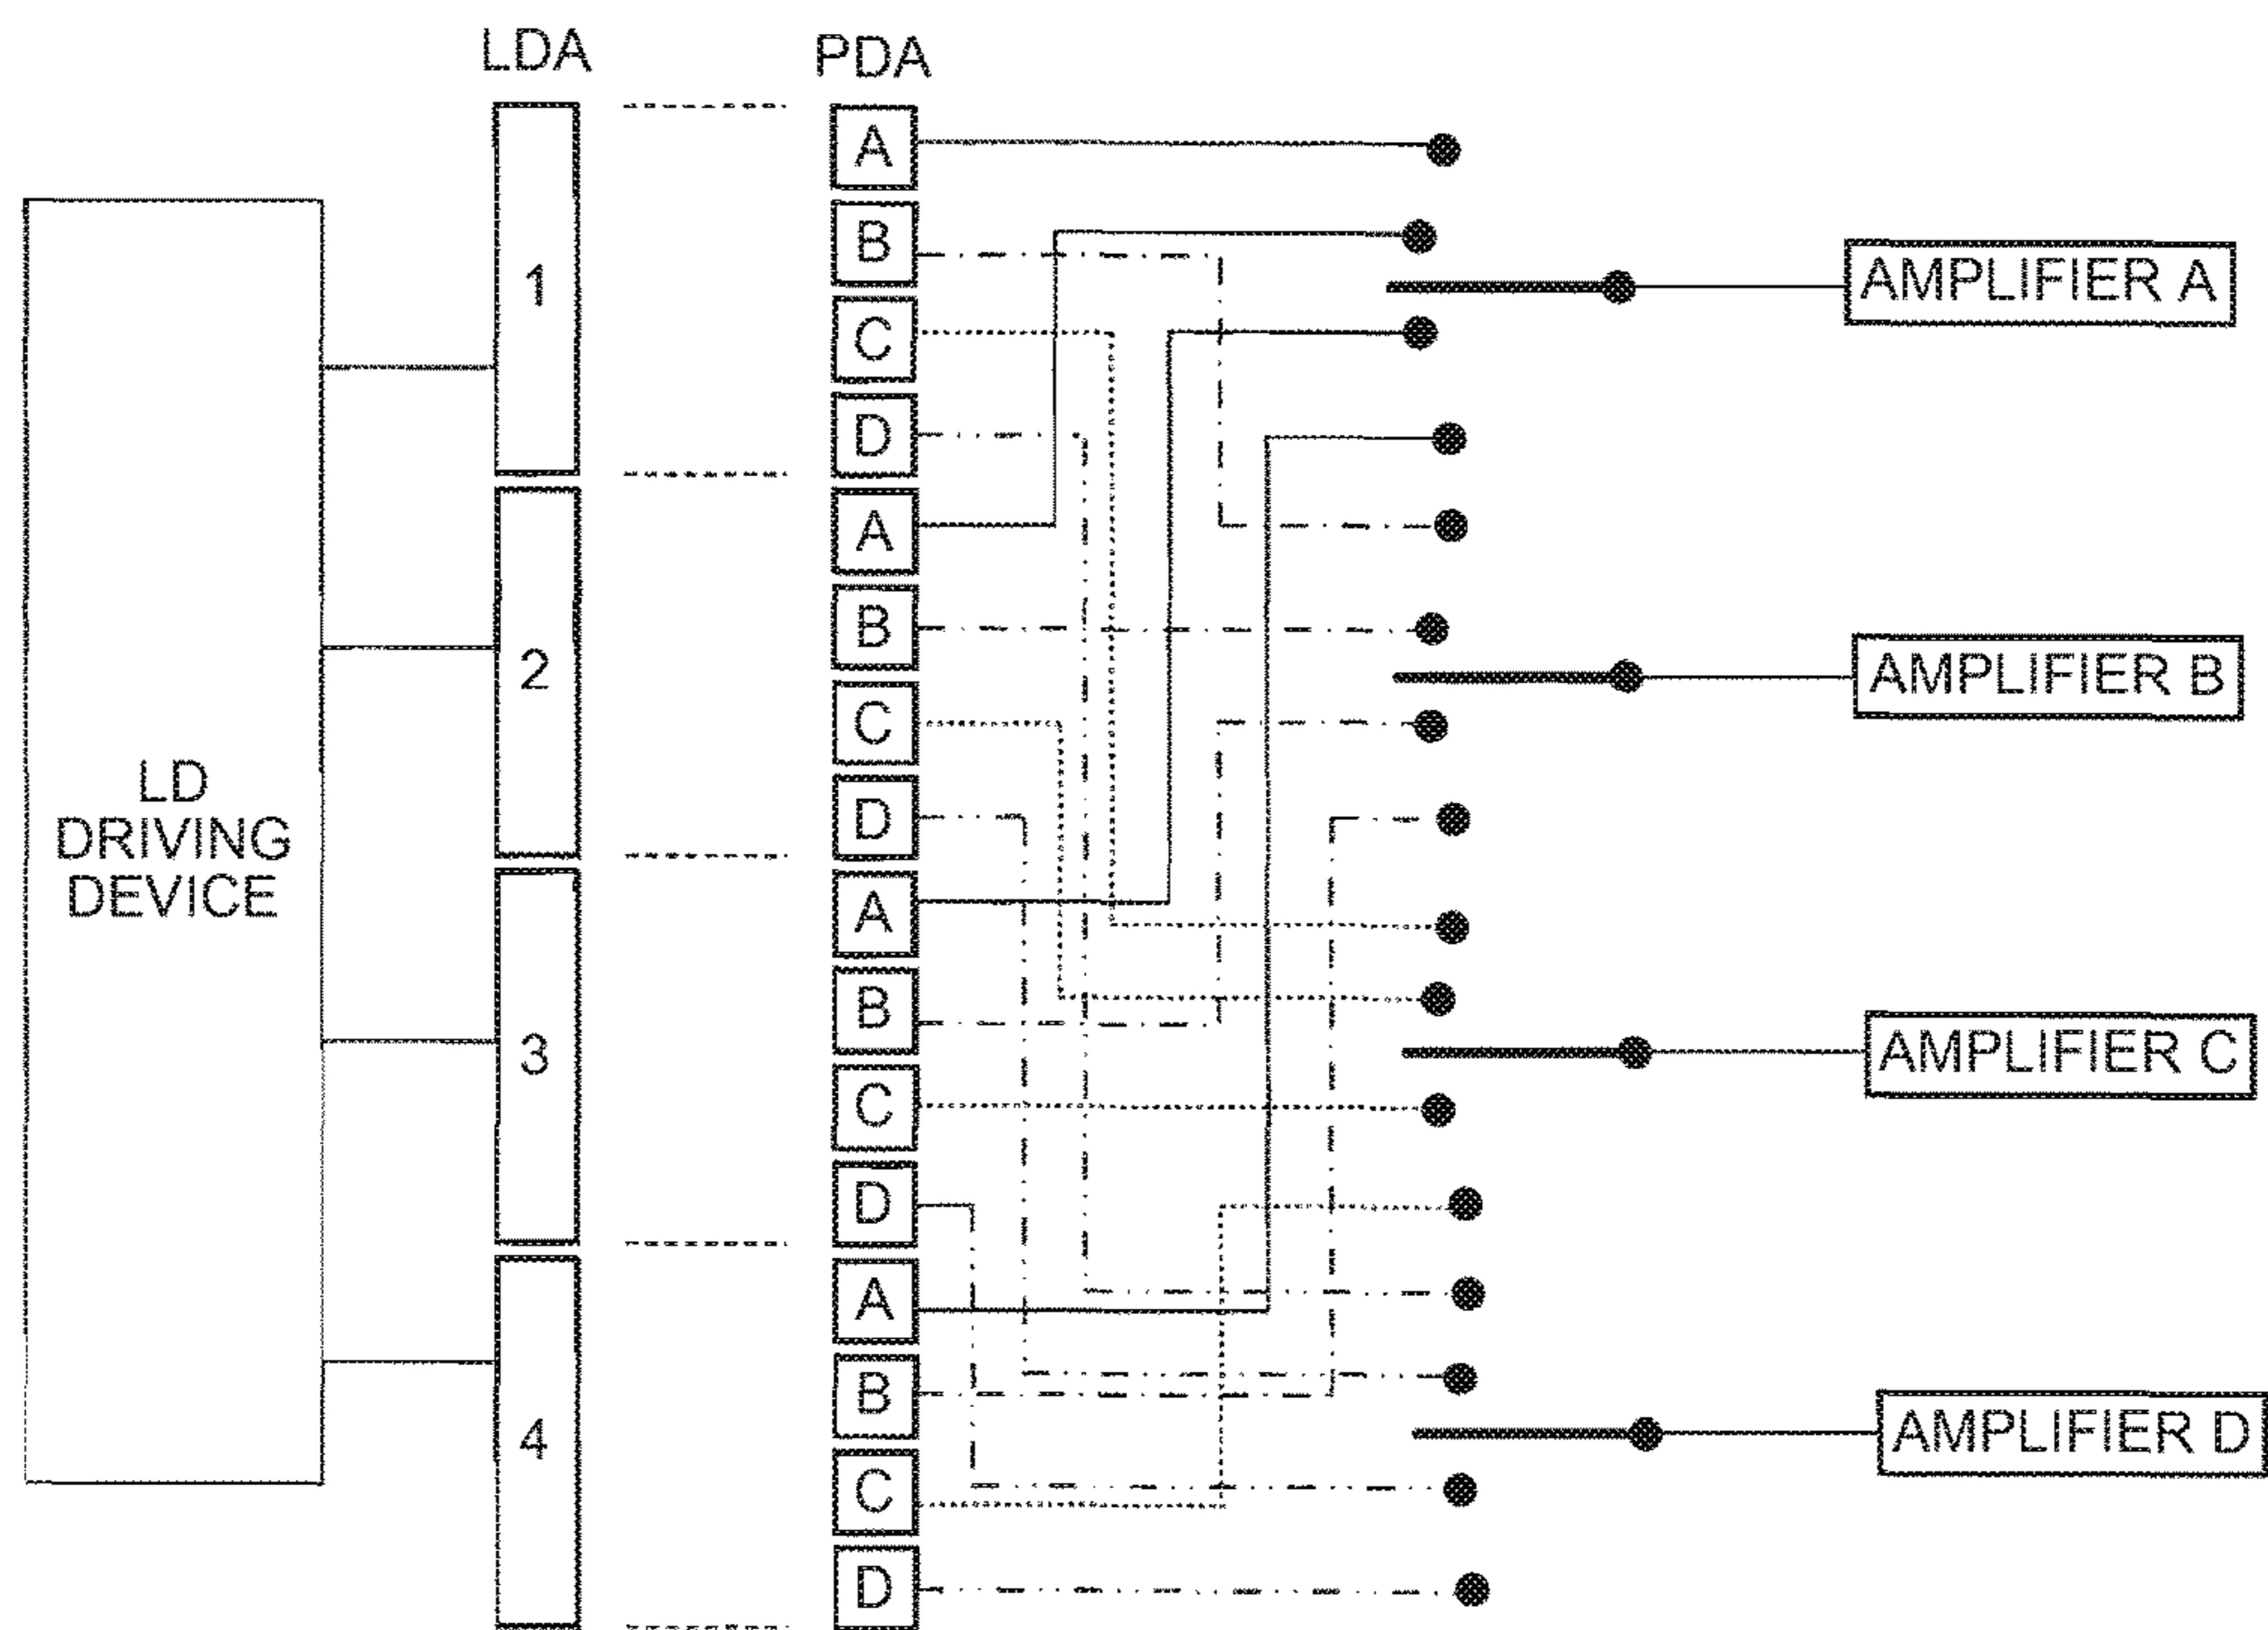 LDA
PDA
LD
DRIVING
DEVICE
1
2
3
4
A
B
C
D
A
B
C
D
A
B
C
D
A
B
C
D
AMPLIFIER A
AMPLIFIER B
AMPLIFIER C
AMPLIFIER D